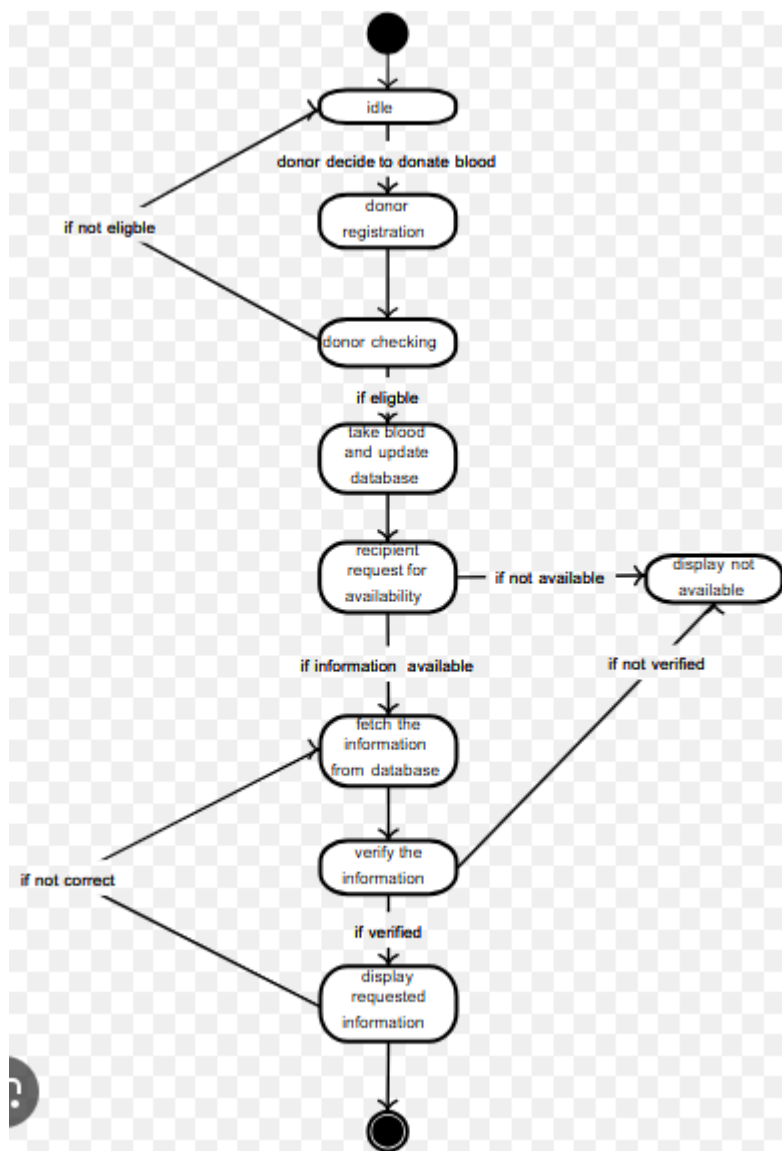 idle
donor decide to donate blood
donor
registration
if not eligble
donor checking
if eligble
take blood
and update
database
recipient
request for
availability
if not available
display not
available
if information available
if not verified
fetch the
information
from database
verify the
information
if not correct
if verified
display
requested
information